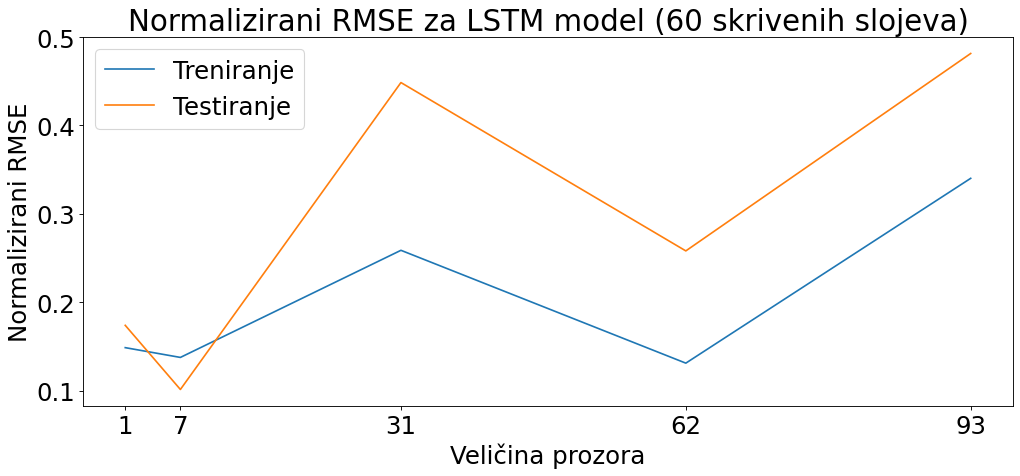 Normalizirani RMSE za LSTM model (60 skrivenih slojeva)
Treniranje
Testiranje
Normalizirani RMSE
0.5
0.4
0.3
0.2
0.1
1 7 31 62 93
Veličina prozora